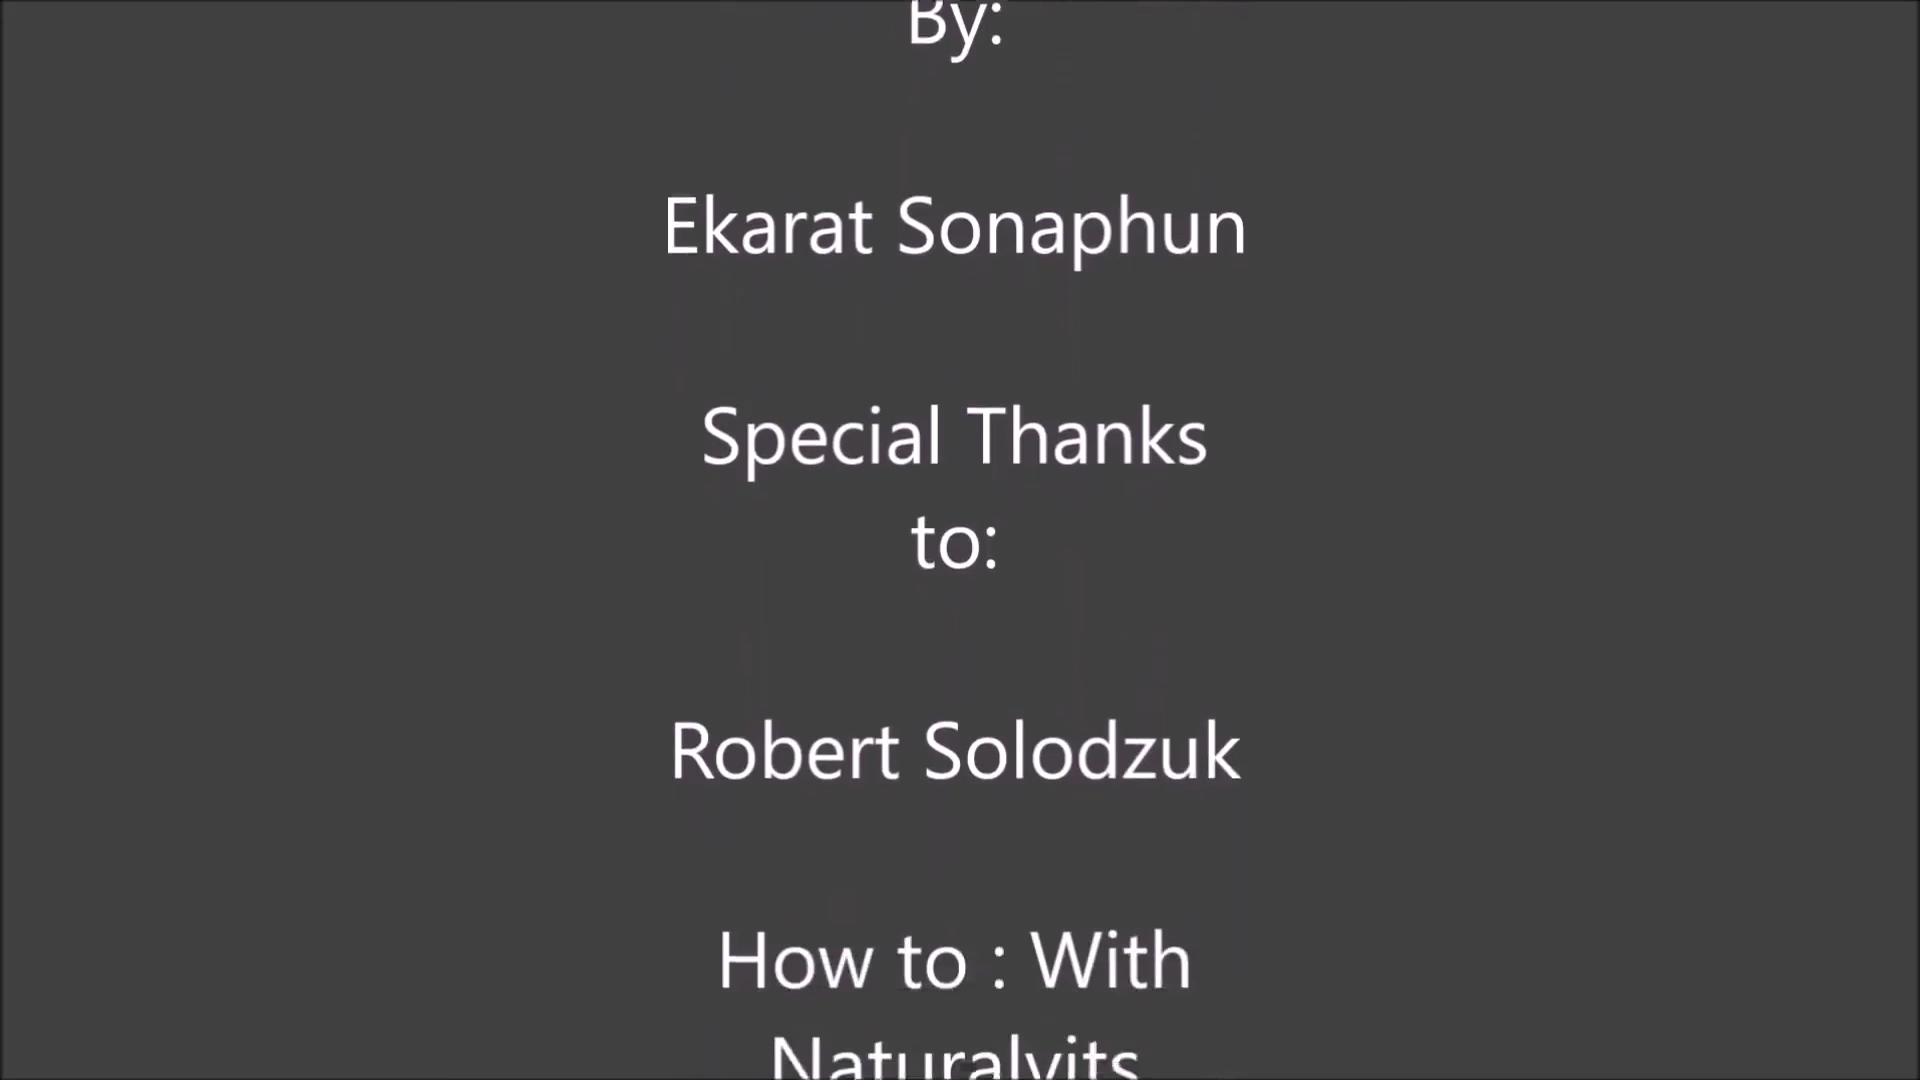 By:
Ekarat Sonaphun
Special Thanks
to:
Robert Solodzuk
How to : With
Naturalvits